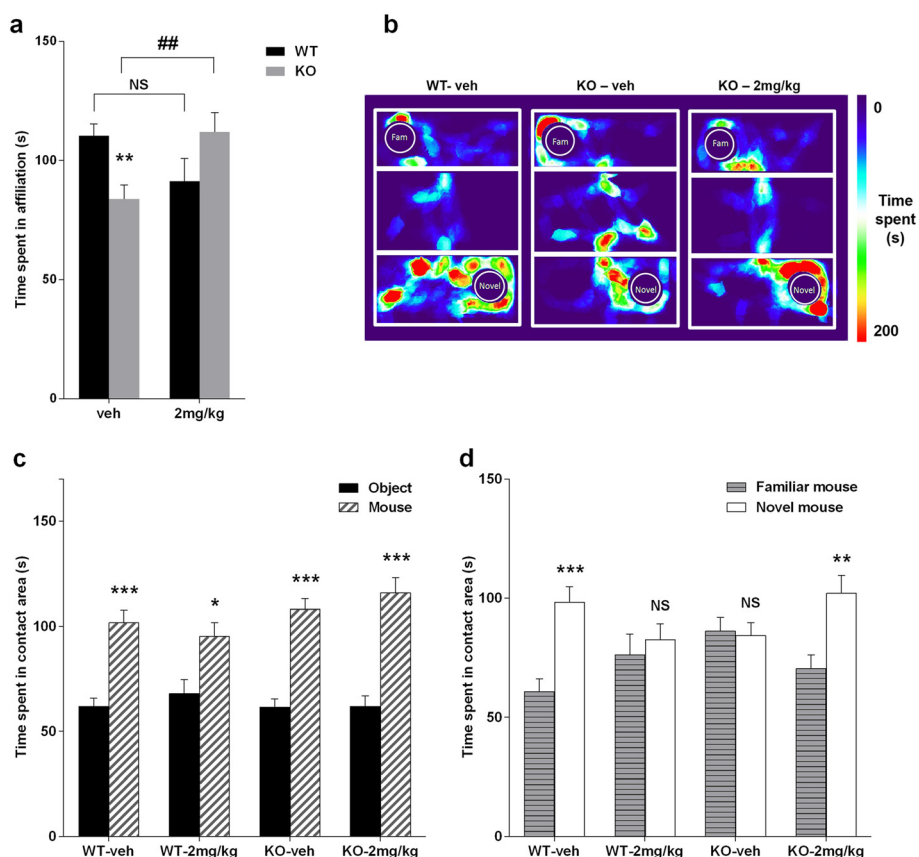 a
150
100
50
0
Time spent in affiliation (s)
##
NS
**
WT
KO
veh
2mg/kg
b
WT- veh
KO – veh
KO – 2mg/kg
Fam
Fam
Fam
Novel
Novel
Novel
0
Time
spent
(s)
200
c
150
100
50
0
Time spent in contact area (s)
Object
Mouse
***
*
***
***
WT-veh
WT-2mg/kg
KO-veh
KO-2mg/kg
d
150
100
50
0
Time spent in contact area (s)
Familiar mouse
Novel mouse
***
NS
NS
**
WT-veh
WT-2mg/kg
KO-veh
KO-2mg/kg